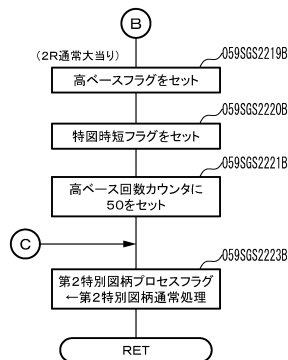 B
(2R通常大当り)
059SGS2219B
高ベースフラグをセット
059SGS2220B
特図時短フラグをセット
059SGS2221B
高ベース回数カウンタに
50をセット
C
059SGS2223B
第2特別図柄プロセスフラグ
←第2特別図柄通常処理
RET